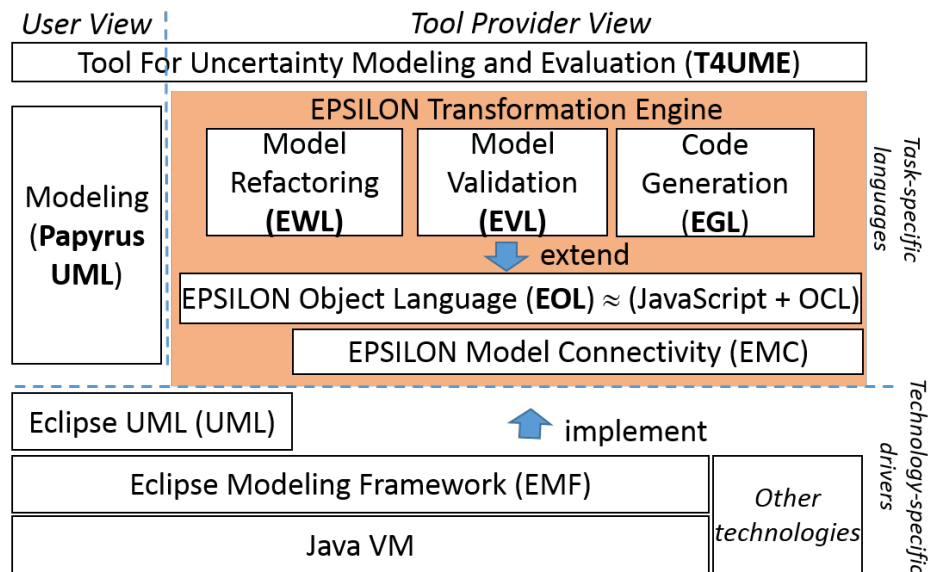 User View
Tool Provider View
Tool For Uncertainty Modeling and Evaluation (T4UME)
EPSILON Transformation Engine
Modeling
(Papyrus
UML)
Model
Refactoring
(EWL)
Model
Validation
(EVL)
Code
Generation
(EGL)
extend
EPSILON Object Language (EOL) ≈ (JavaScript + OCL)
EPSILON Model Connectivity (EMC)
Task-specific
languages
Eclipse UML (UML)
implement
Eclipse Modeling Framework (EMF)
Java VM
Other
technologies
Technology-specific
drivers